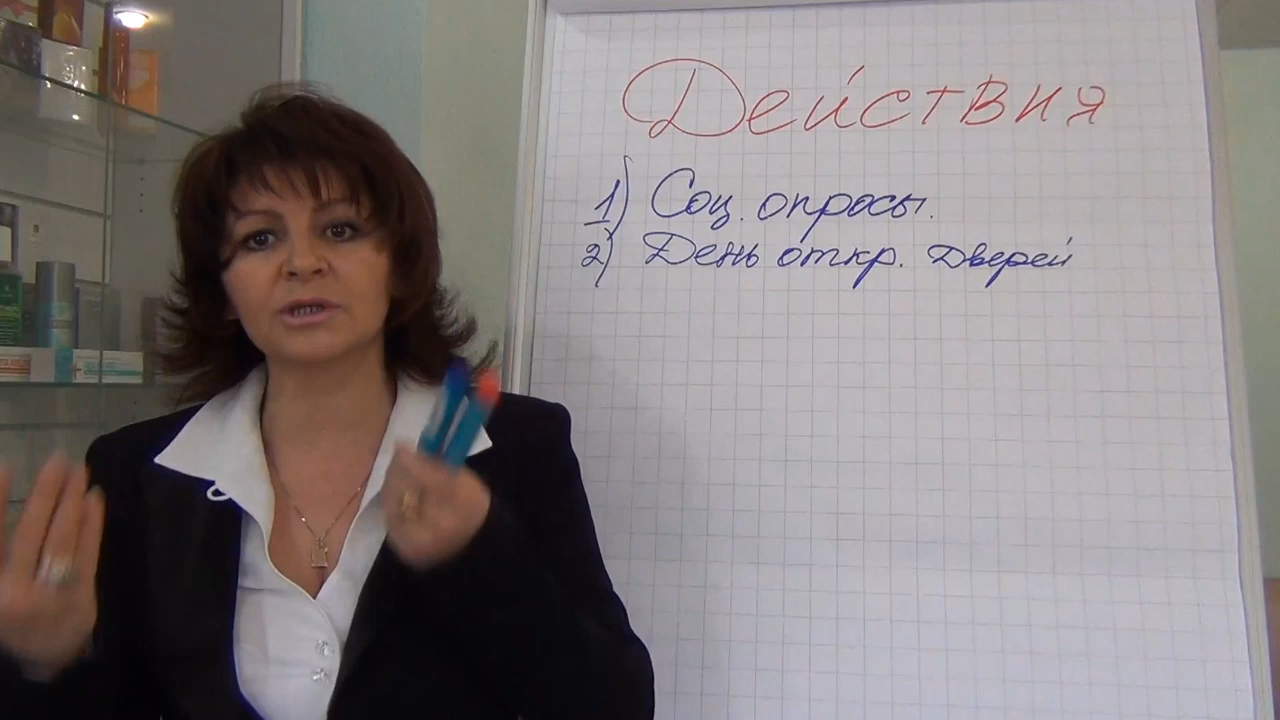 Действия
1) Соц. опросы.
2) День откр. Дверей